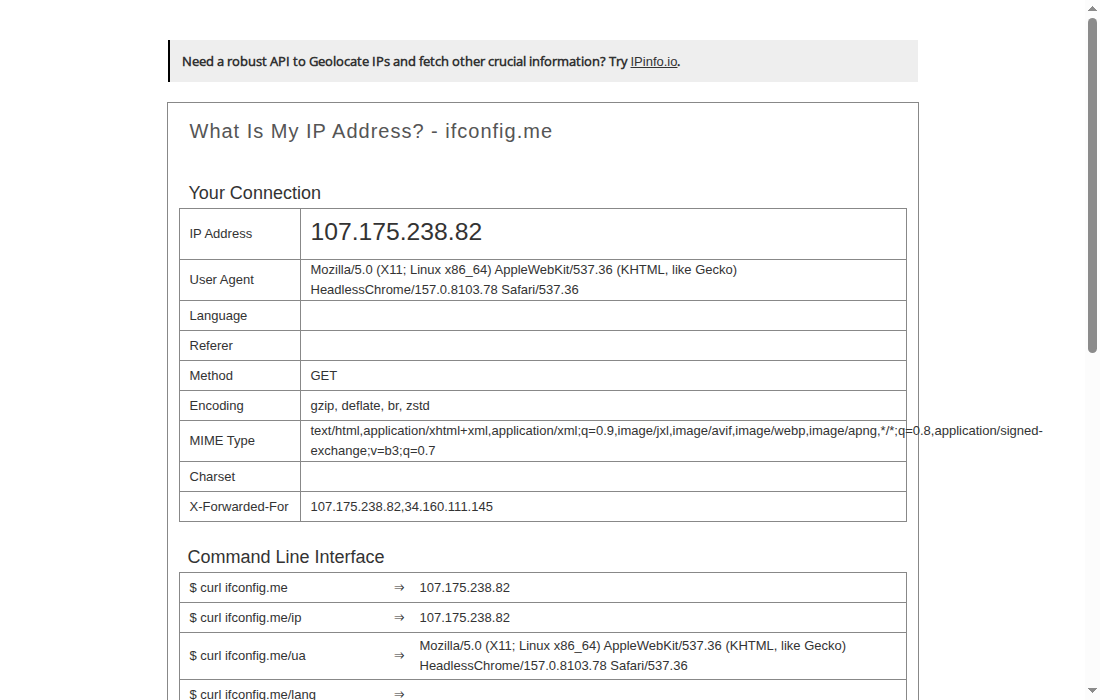 Need a robust API to Geolocate IPs and fetch other crucial information? Try IPinfo.io.
What Is My IP Address? - ifconfig.me
Your Connection
IP Address 107.175.238.82
User Agent Mozilla/5.0 (X11; Linux x86_64) AppleWebKit/537.36 (KHTML, like Gecko)
HeadlessChrome/157.0.8103.78 Safari/537.36
Language
Referer
Method GET
Encoding gzip, deflate, br, zstd
MIME Type text/html,application/xhtml+xml,application/xml;q=0.9,image/jxl,image/avif,image/webp,image/apng,*/*;q=0.8,application/signed-
exchange;v=b3;q=0.7
Charset
X-Forwarded-For 107.175.238.82,34.160.111.145
Command Line Interface
$ curl ifconfig.me ⇒ 107.175.238.82
$ curl ifconfig.me/ip ⇒ 107.175.238.82
$ curl ifconfig.me/ua ⇒ Mozilla/5.0 (X11; Linux x86_64) AppleWebKit/537.36 (KHTML, like Gecko)
HeadlessChrome/157.0.8103.78 Safari/537.36
$ curl ifconfig.me/lang ⇒